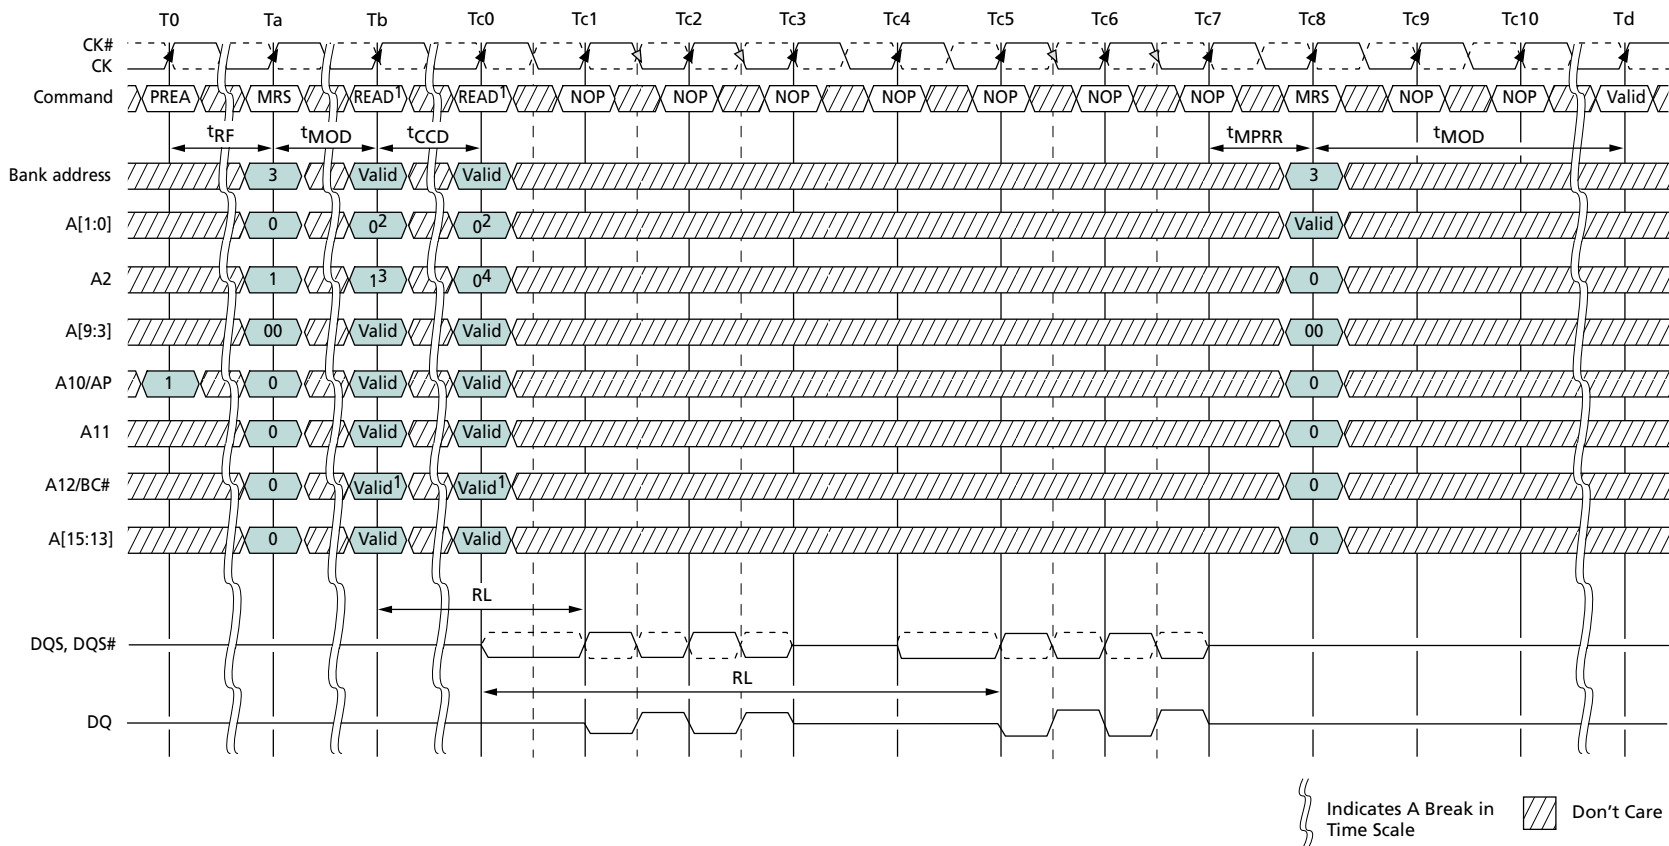 T0 Ta Tb Tc0 Tc1 Tc2 Tc3 Tc4 Tc5 Tc6 Tc7 Tc8 Tc9 Tc10 Td
CK#
CK
Command PREA MRS READ1 READ1 NOP NOP NOP NOP NOP NOP NOP MRS NOP NOP Valid
tRF tMOD tCCD tMPRR tMOD
Bank address 3 Valid Valid 3
A[1:0] 0 02 02 Valid
A2 1 13 04 0
A[9:3] 00 Valid Valid 00
A10/AP 1 0 Valid Valid 0
A11 0 Valid Valid 0
A12/BC# 0 Valid1 Valid1 0
A[15:13] 0 Valid Valid 0
RL
DQS, DQS#
RL
DQ
Indicates A Break in
Time Scale
Don't Care